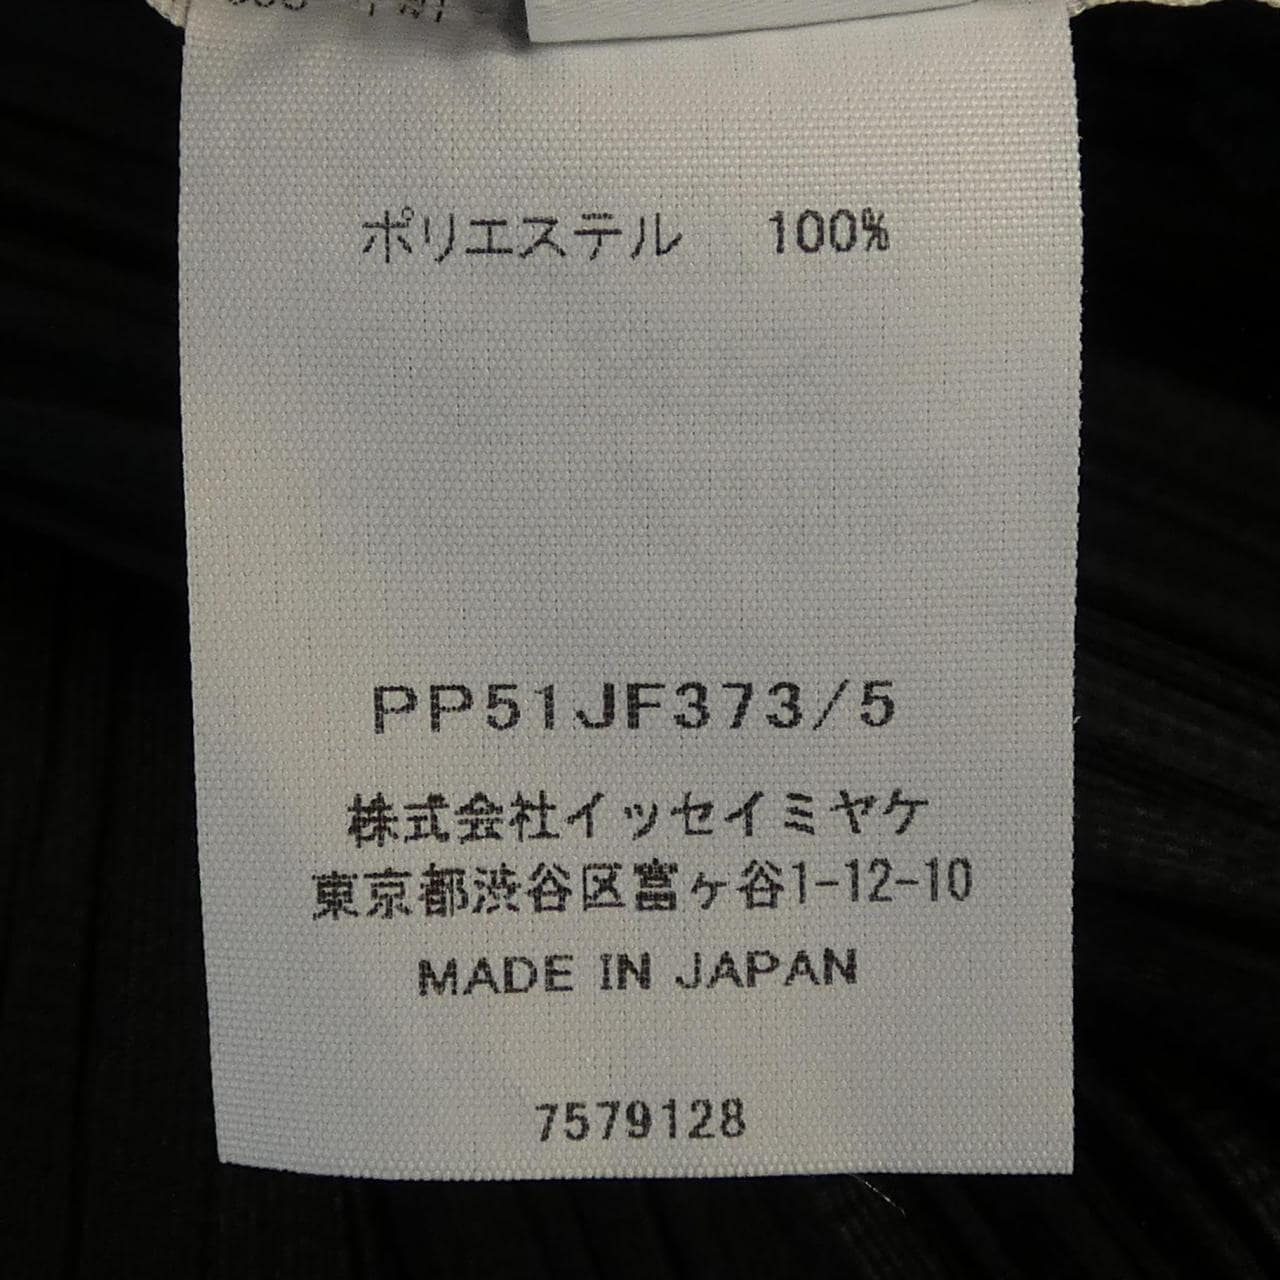 ポリエステル 100%
PP51JF373/5
株式会社イッセイミヤケ
東京都渋谷区富ヶ谷1-12-10
MADE IN JAPAN
7579128